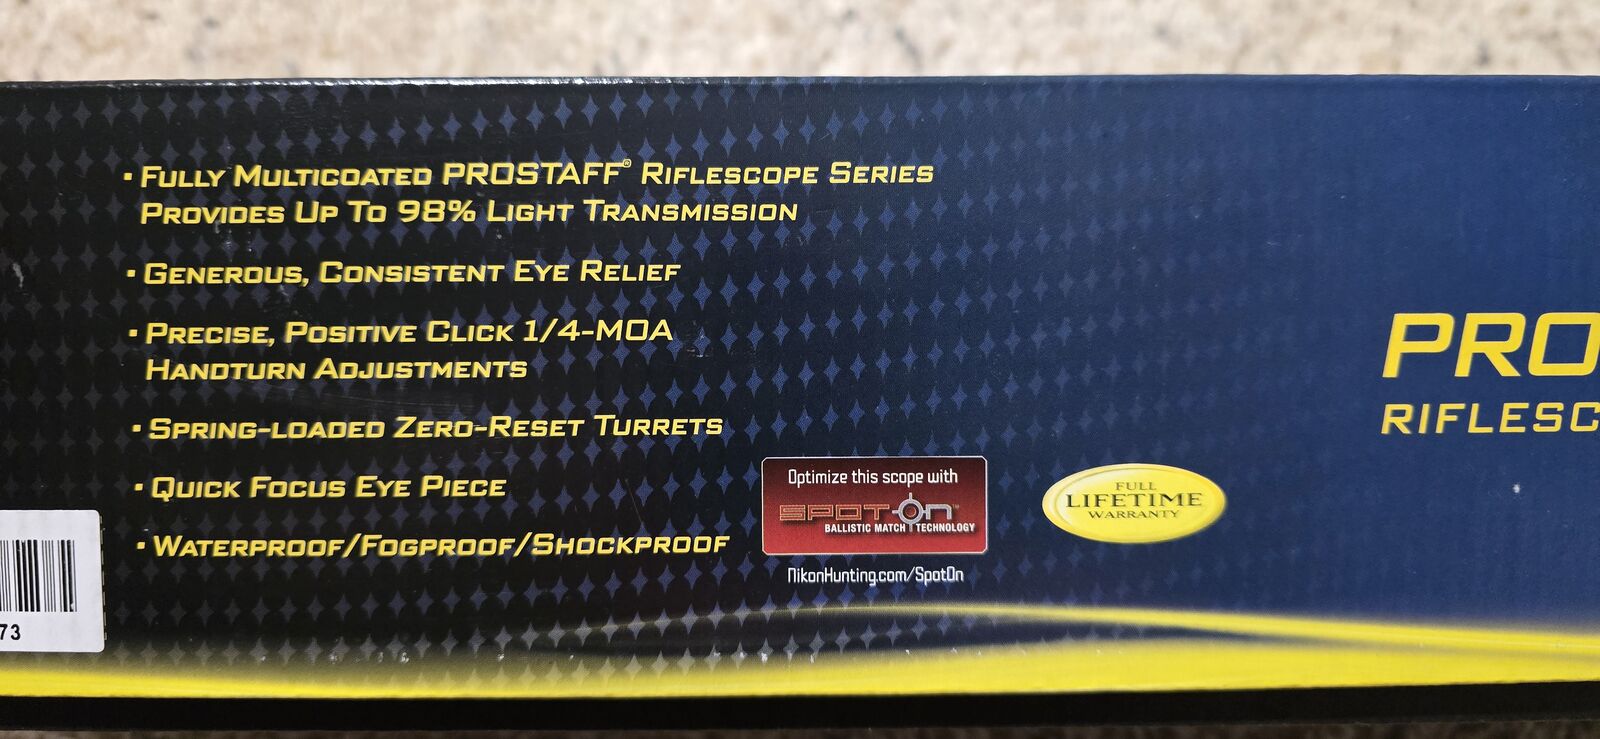 · Fully Multicoated PROSTAFF® Riflescope Series
Provides Up To 98% Light Transmission
· Generous, Consistent Eye Relief
· Precise, Positive Click 1/4-MOA
Handturn Adjustments
· Spring-loaded Zero-Reset Turrets
· Quick Focus Eye Piece
· Waterproof/Fogproof/Shockproof
Optimize this scope with
SPOT-On™
BALLISTIC MATCH TECHNOLOGY
NikonHunting.com/SpotOn
FULL
LIFETIME
WARRANTY
PRO
RIFLESC
73